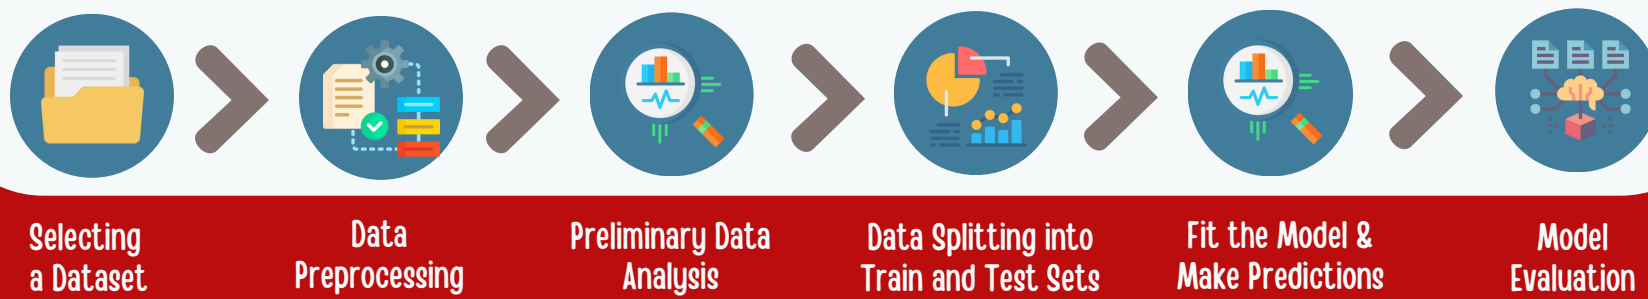 Selecting
a Dataset
Data
Preprocessing
Preliminary Data
Analysis
Data Splitting into
Train and Test Sets
Fit the Model &
Make Predictions
Model
Evaluation